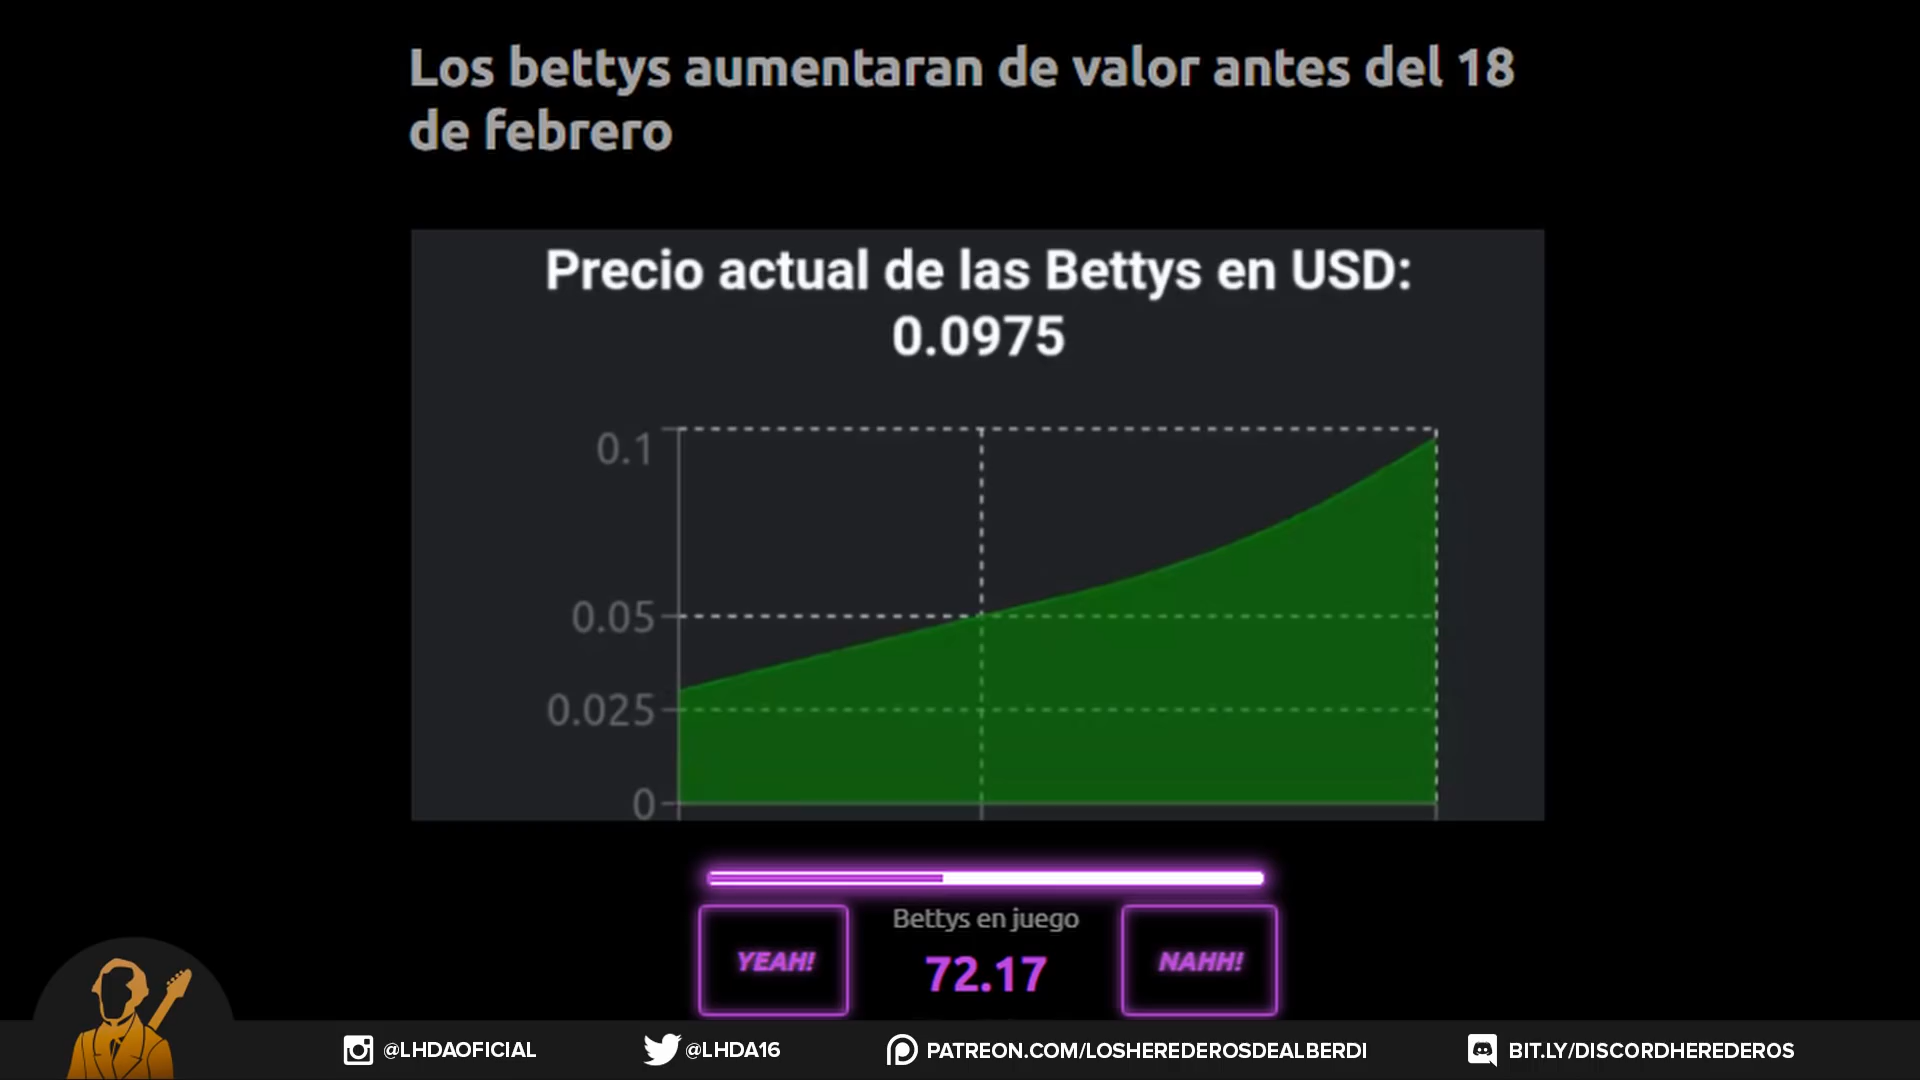 Los bettys aumentaran de valor antes del 18
de febrero
Precio actual de las Bettys en USD:
0.0975
0.1
0.05
0.025
0
Bettys en juego
YEAH!
72.17
NAHH!
@LHDAOFICIAL
@LHDA16
PATREON.COM/LOSHEREDEROSDEALBERDI
BIT.LY/DISCORDHEREDEROS